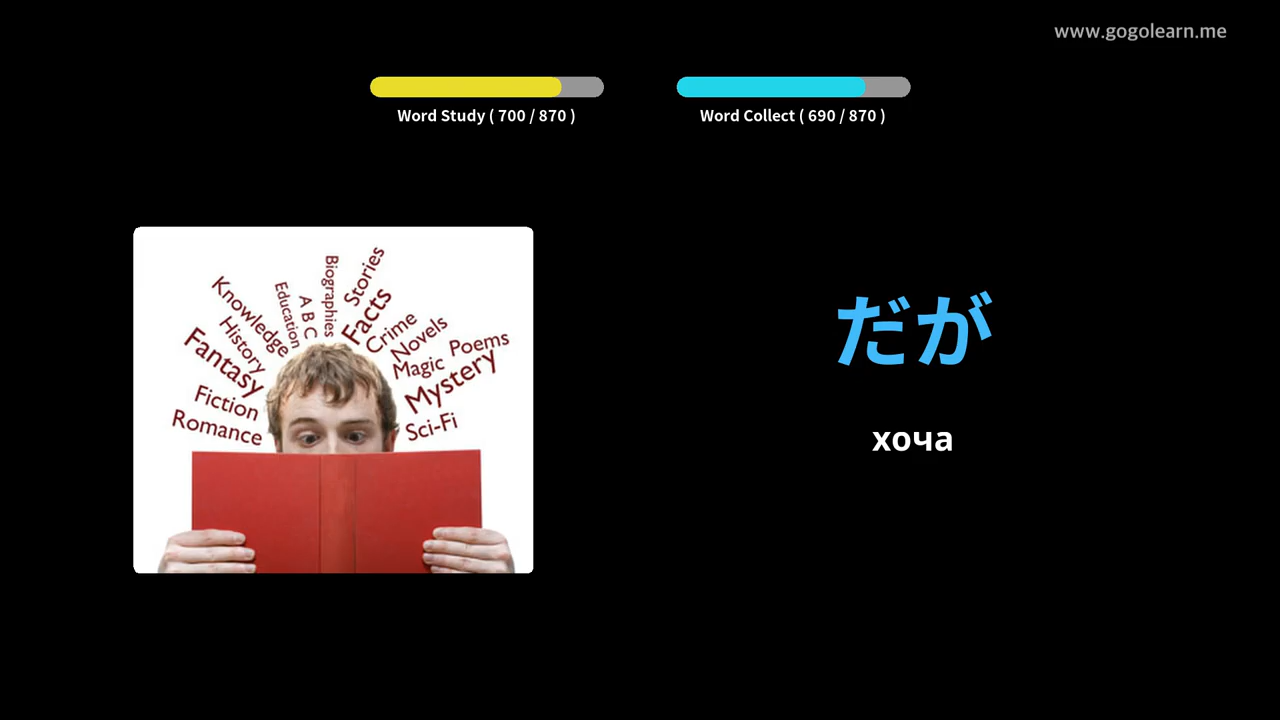 www.gogolearn.me
Word Study ( 700 / 870 )
Word Collect ( 690 / 870 )
Biographies
Stories
Knowledge
Education
A B C
Facts
History
Crime
Novels
Fantasy
Magic
Poems
Mystery
Fiction
Romance
Sci-Fi
だが
хоча